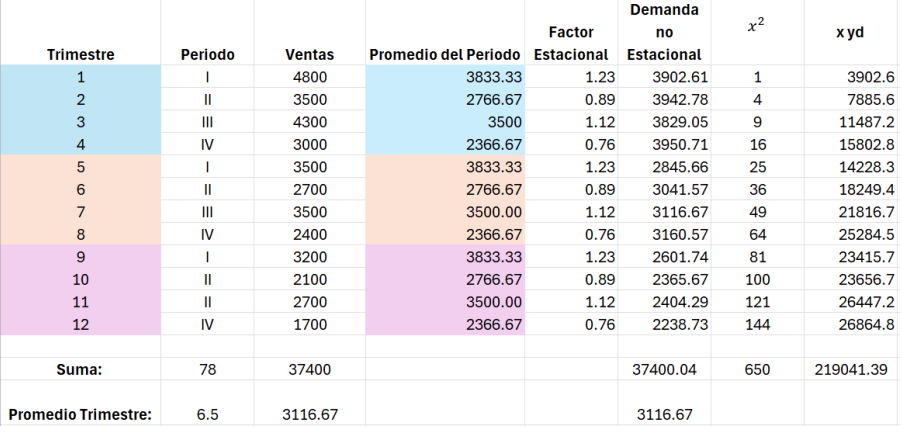 Trimestre Periodo Ventas Promedio del Periodo Factor Estacional Demanda no Estacional x² x yd
1 I 4800 3833.33 1.23 3902.61 1 3902.6
2 II 3500 2766.67 0.89 3942.78 4 7885.6
3 III 4300 3500 1.12 3829.05 9 11487.2
4 IV 3000 2366.67 0.76 3950.71 16 15802.8
5 I 3500 3833.33 1.23 2845.66 25 14228.3
6 II 2700 2766.67 0.89 3041.57 36 18249.4
7 III 3500 3500.00 1.12 3116.67 49 21816.7
8 IV 2400 2366.67 0.76 3160.57 64 25284.5
9 I 3200 3833.33 1.23 2601.74 81 23415.7
10 II 2100 2766.67 0.89 2365.67 100 23656.7
11 II 2700 3500.00 1.12 2404.29 121 26447.2
12 IV 1700 2366.67 0.76 2238.73 144 26864.8
Suma: 78 37400 37400.04 650 219041.39
Promedio Trimestre: 6.5 3116.67 3116.67